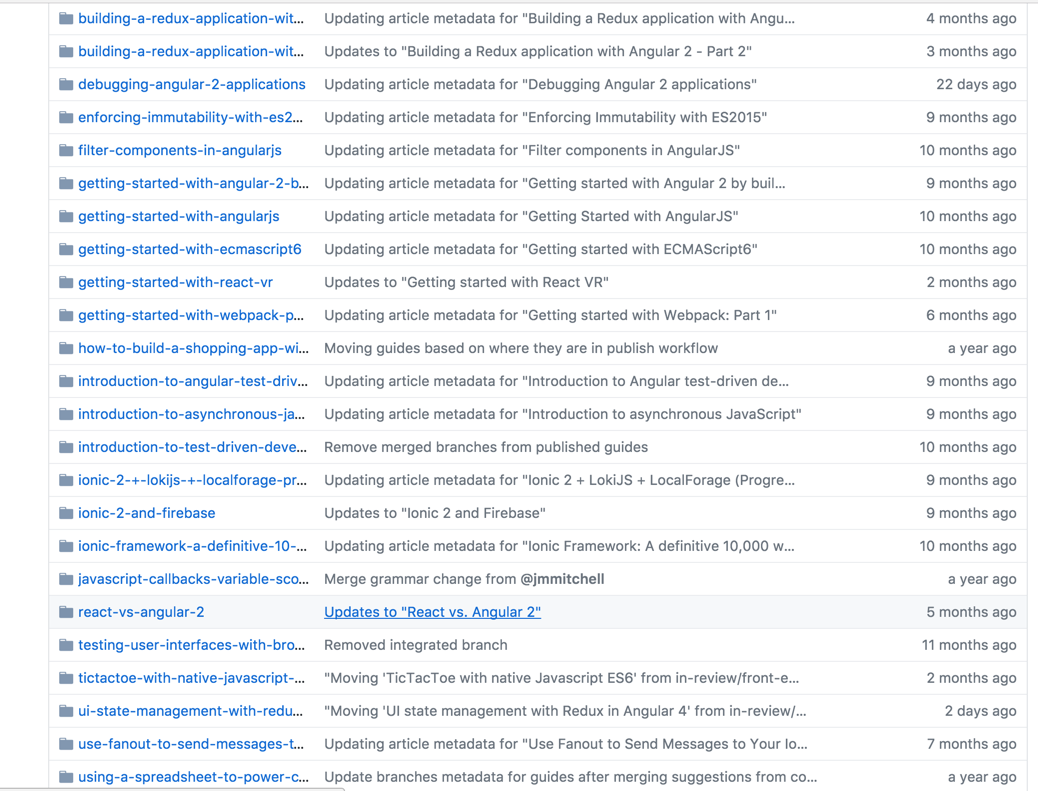 building-a-redux-application-wit... Updating article metadata for "Building a Redux application with Angu... 4 months ago
building-a-redux-application-wit... Updates to "Building a Redux application with Angular 2 - Part 2" 3 months ago
debugging-angular-2-applications Updating article metadata for "Debugging Angular 2 applications" 22 days ago
enforcing-immutability-with-es2... Updating article metadata for "Enforcing Immutability with ES2015" 9 months ago
filter-components-in-angularjs Updating article metadata for "Filter components in AngularJS" 10 months ago
getting-started-with-angular-2-b... Updating article metadata for "Getting started with Angular 2 by buil... 9 months ago
getting-started-with-angularjs Updating article metadata for "Getting Started with AngularJS" 10 months ago
getting-started-with-ecmascript6 Updating article metadata for "Getting started with ECMAScript6" 10 months ago
getting-started-with-react-vr Updates to "Getting started with React VR" 2 months ago
getting-started-with-webpack-p... Updating article metadata for "Getting started with Webpack: Part 1" 6 months ago
how-to-build-a-shopping-app-wi... Moving guides based on where they are in publish workflow a year ago
introduction-to-angular-test-driv... Updating article metadata for "Introduction to Angular test-driven de... 9 months ago
introduction-to-asynchronous-ja... Updating article metadata for "Introduction to asynchronous JavaScript" 9 months ago
introduction-to-test-driven-deve... Remove merged branches from published guides 10 months ago
ionic-2-+-lokijs-+-localforage-pr... Updating article metadata for "Ionic 2 + LokiJS + LocalForage (Progre... 9 months ago
ionic-2-and-firebase Updates to "Ionic 2 and Firebase" 9 months ago
ionic-framework-a-definitive-10-... Updating article metadata for "Ionic Framework: A definitive 10,000 w... 10 months ago
javascript-callbacks-variable-sco... Merge grammar change from @jmmitchell a year ago
react-vs-angular-2 Updates to "React vs. Angular 2" 5 months ago
testing-user-interfaces-with-bro... Removed integrated branch 11 months ago
tictactoe-with-native-javascript-... "Moving 'TicTacToe with native Javascript ES6' from in-review/front-e... 2 months ago
ui-state-management-with-redu... "Moving 'UI state management with Redux in Angular 4' from in-review/... 2 days ago
use-fanout-to-send-messages-t... Updating article metadata for "Use Fanout to Send Messages to Your Io... 7 months ago
using-a-spreadsheet-to-power-c... Update branches metadata for guides after merging suggestions from co... a year ago